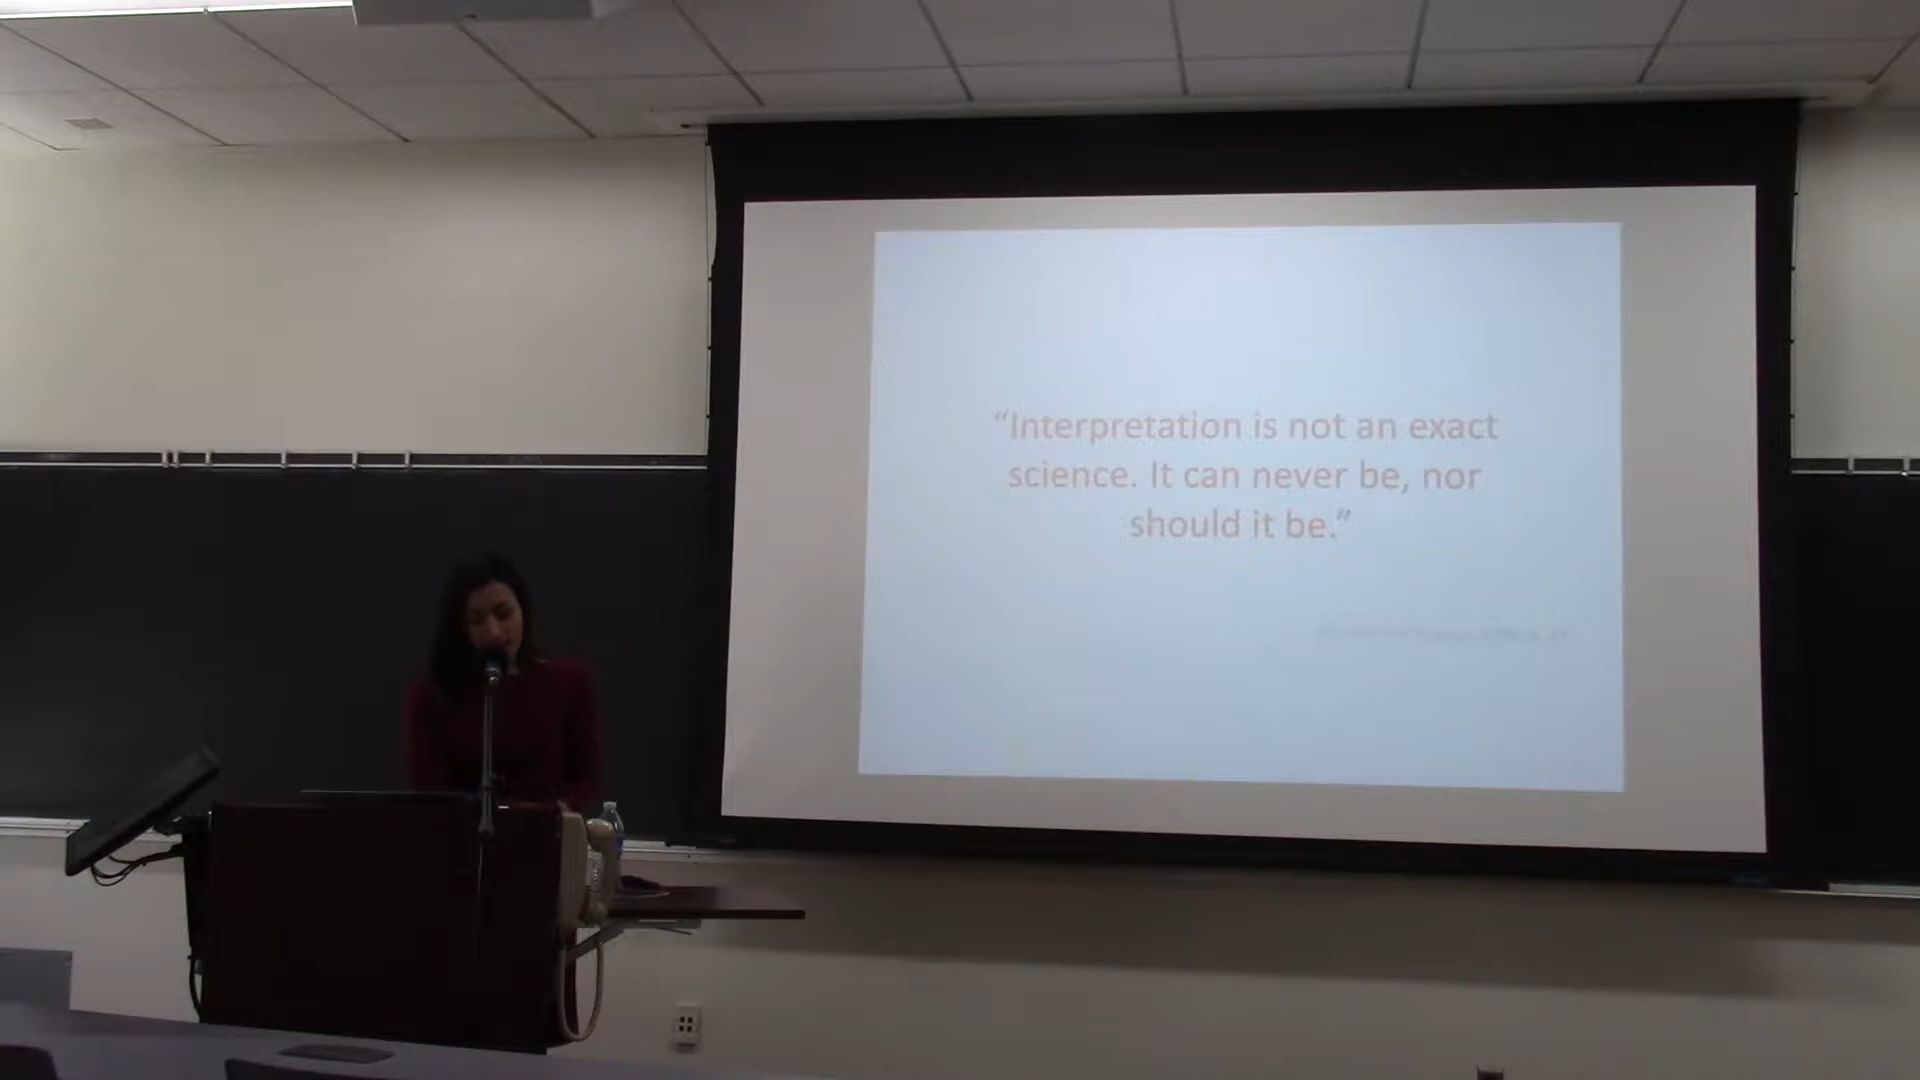 “Interpretation is not an exact
science. It can never be, nor
should it be.”